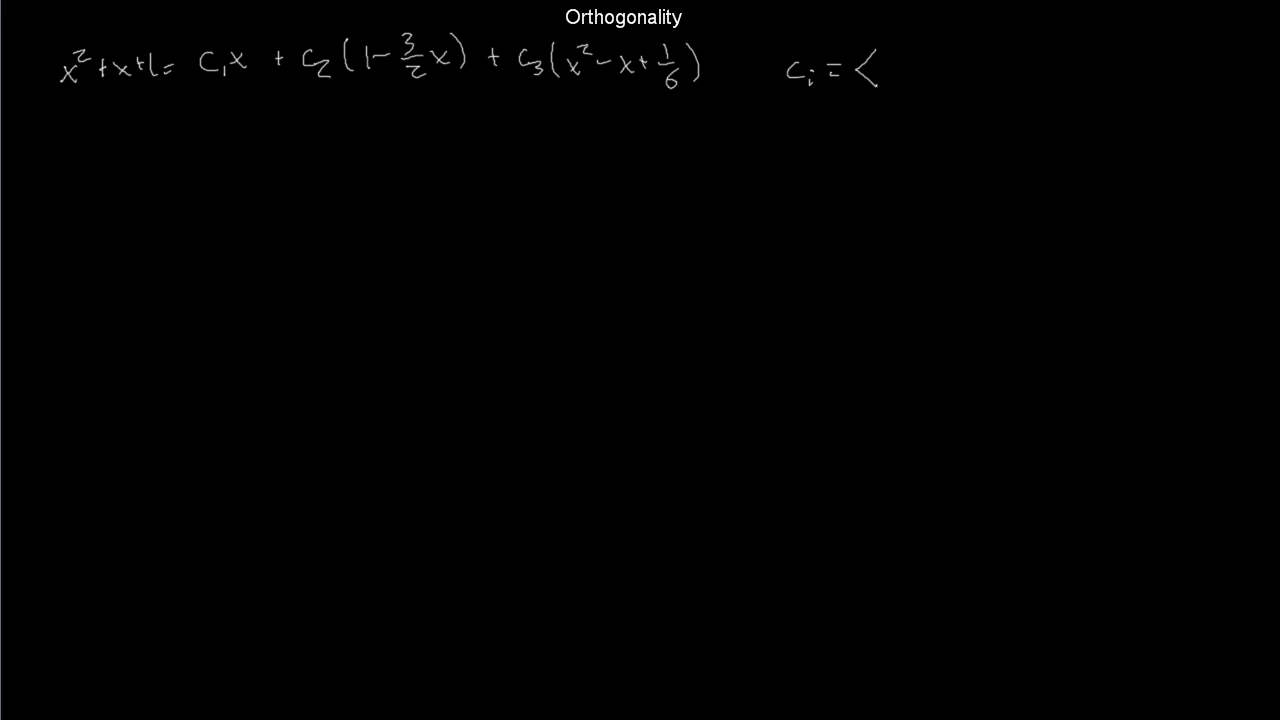 Orthogonality
x² + x + 1 = c₁x + c₂(1 - 3/2 x) + c₃(x² - x + 1/6) cᵢ = <